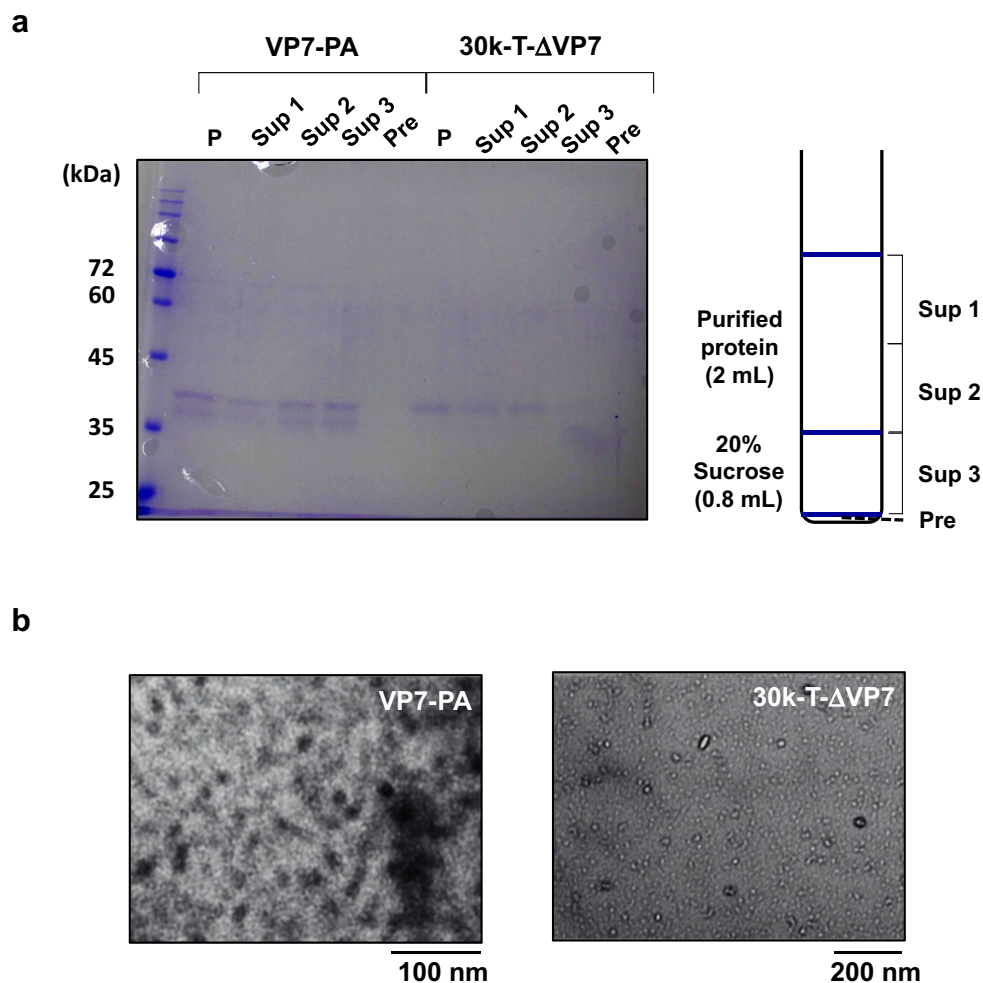 a
VP7-PA 30k-T-ΔVP7
P Sup 1 Sup 2 Sup 3 Pre P Sup 1 Sup 2 Sup 3 Pre
(kDa)
72
60
45
35
25
Purified
protein
(2 mL)
20%
Sucrose
(0.8 mL)
Sup 1
Sup 2
Sup 3
Pre
b
VP7-PA
30k-T-ΔVP7
100 nm
200 nm